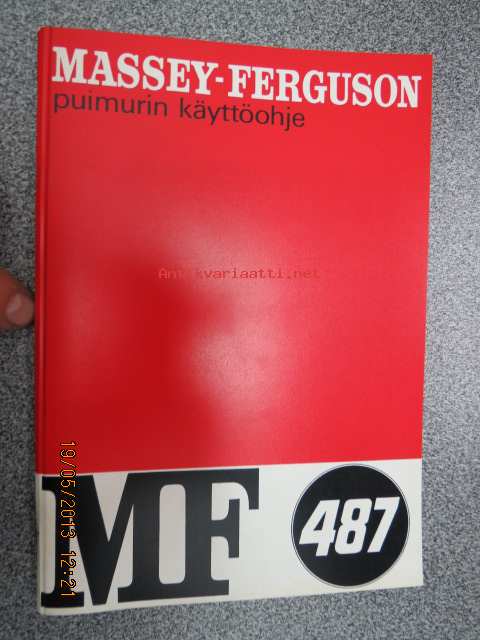 MASSEY-FERGUSON
puimurin käyttöohje
Antikvariaatti.net
MF
487
19/05/2013 12:21